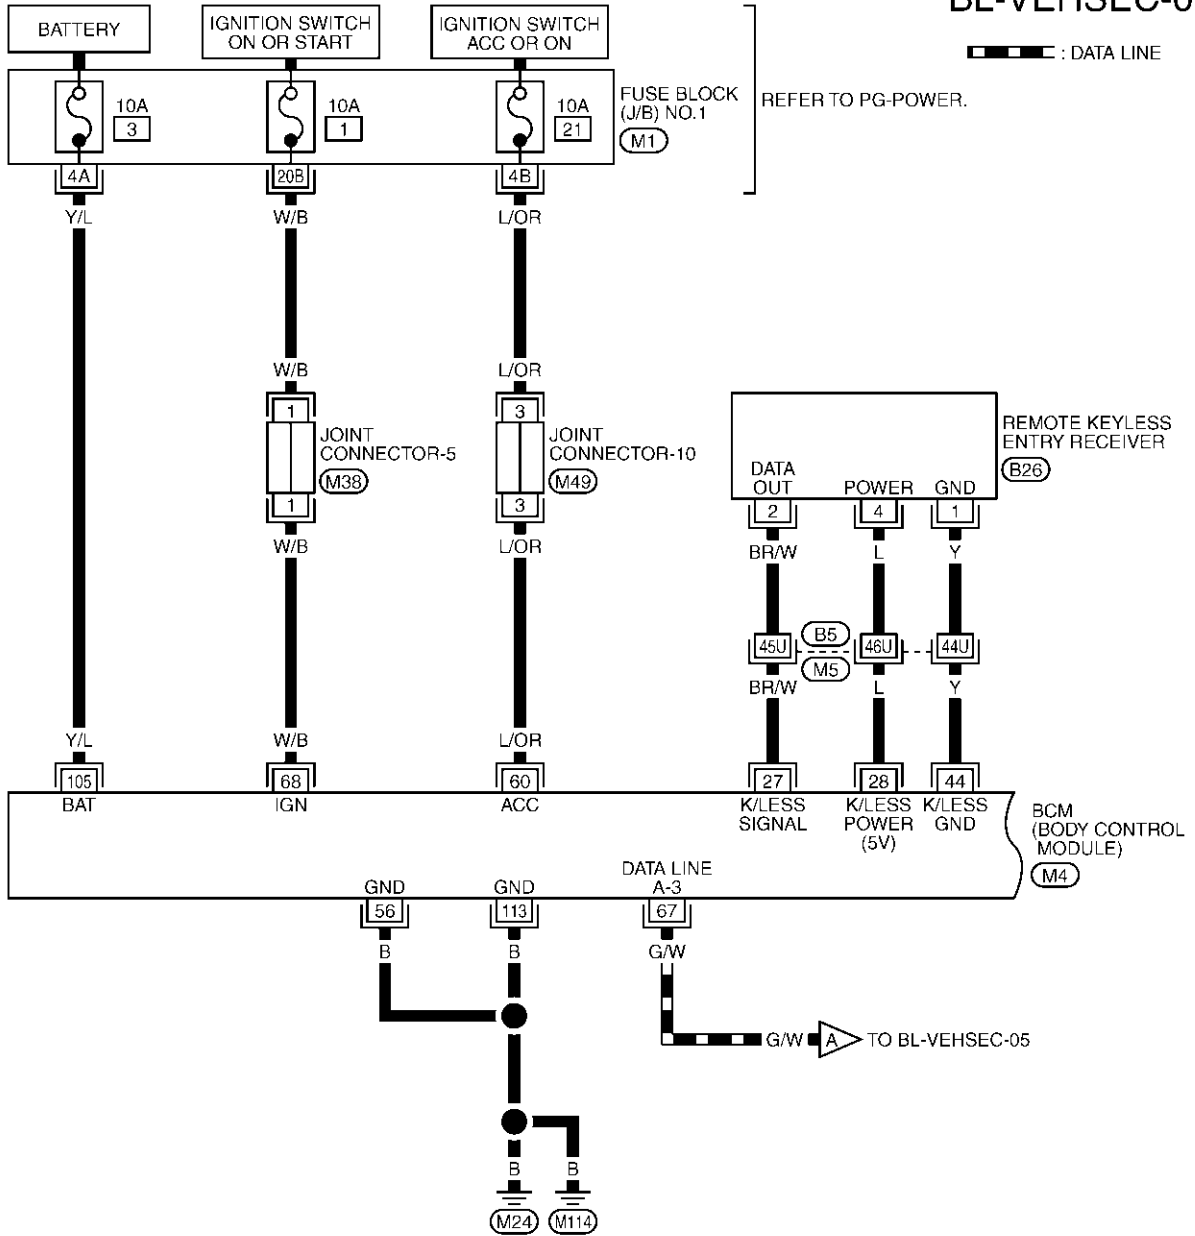 BL-VEHSEC-0
BATTERY
IGNITION SWITCH
ON OR START
IGNITION SWITCH
ACC OR ON
: DATA LINE
10A
3
10A
1
10A
21
FUSE BLOCK
(J/B) NO.1
M1
REFER TO PG-POWER.
4A
20B
4B
Y/L
W/B
L/OR
W/B
L/OR
1
3
JOINT
CONNECTOR-5
M38
JOINT
CONNECTOR-10
M49
1
3
W/B
L/OR
REMOTE KEYLESS
ENTRY RECEIVER
B26
DATA
OUT
POWER
GND
2
4
1
BR/W
L
Y
45U
B5
M5
46U
44U
BR/W
L
Y
Y/L
W/B
L/OR
105
68
60
27
28
44
BAT
IGN
ACC
K/LESS
SIGNAL
K/LESS
POWER
(5V)
K/LESS
GND
BCM
(BODY CONTROL
MODULE)
M4
GND
GND
DATA LINE
A-3
56
113
67
B
B
G/W
G/W
A
TO BL-VEHSEC-05
B
B
M24
M114